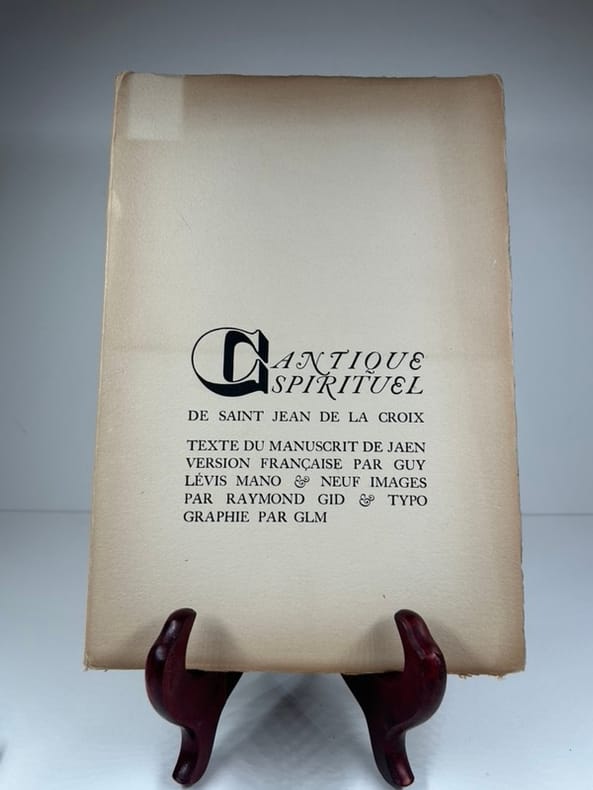 CANTIQUE
SPIRITUEL
DE SAINT JEAN DE LA CROIX
TEXTE DU MANUSCRIT DE JAEN
VERSION FRANÇAISE PAR GUY
LÉVIS MANO & NEUF IMAGES
PAR RAYMOND GID & TYPO
GRAPHIE PAR GLM